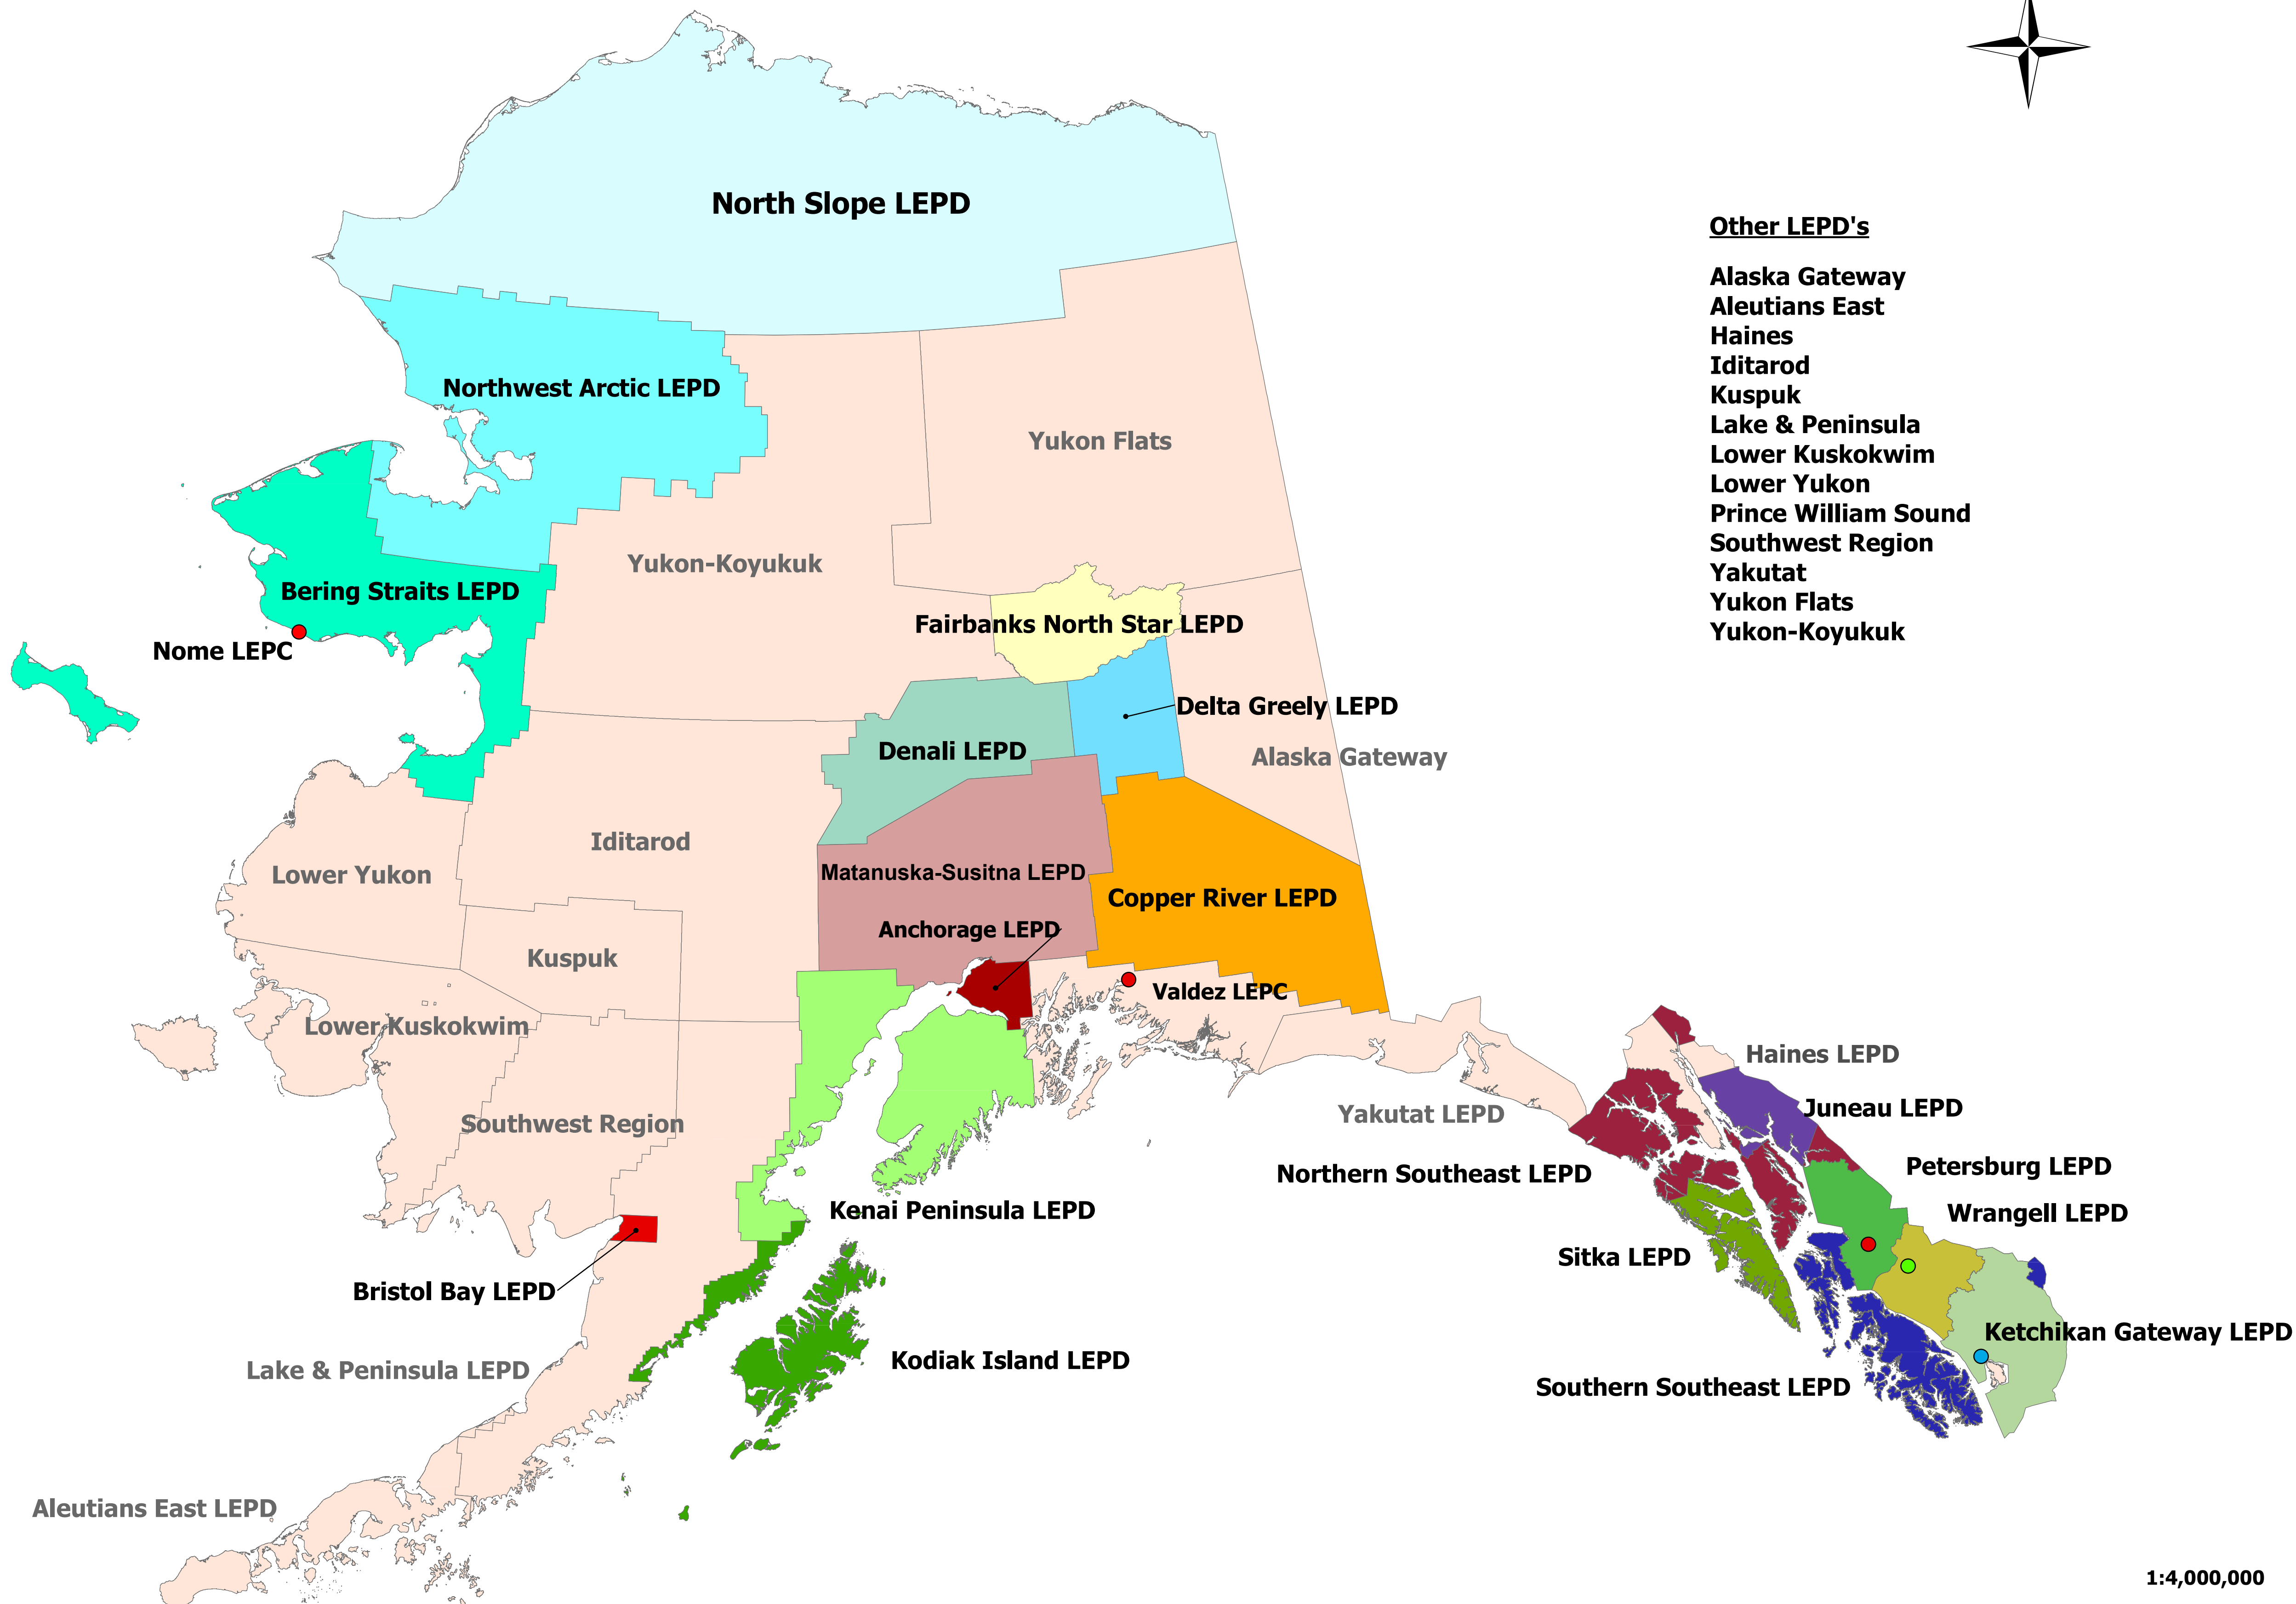 North Slope LEPD
Other LEPD's
Alaska Gateway
Aleutians East
Haines
Iditarod
Kuspuk
Lake & Peninsula
Lower Kuskokwim
Lower Yukon
Prince William Sound
Southwest Region
Yakutat
Yukon Flats
Yukon-Koyukuk
Northwest Arctic LEPD
Yukon Flats
Yukon-Koyukuk
Bering Straits LEPD
Fairbanks North Star LEPD
Nome LEPC
Delta Greely LEPD
Denali LEPD
Alaska Gateway
Iditarod
Lower Yukon
Matanuska-Susitna LEPD
Copper River LEPD
Anchorage LEPD
Kuspuk
Valdez LEPC
Lower Kuskokwim
Haines LEPD
Juneau LEPD
Yakutat LEPD
Southwest Region
Petersburg LEPD
Northern Southeast LEPD
Kenai Peninsula LEPD
Wrangell LEPD
Sitka LEPD
Bristol Bay LEPD
Ketchikan Gateway LEPD
Kodiak Island LEPD
Lake & Peninsula LEPD
Southern Southeast LEPD
Aleutians East LEPD
1:4,000,000